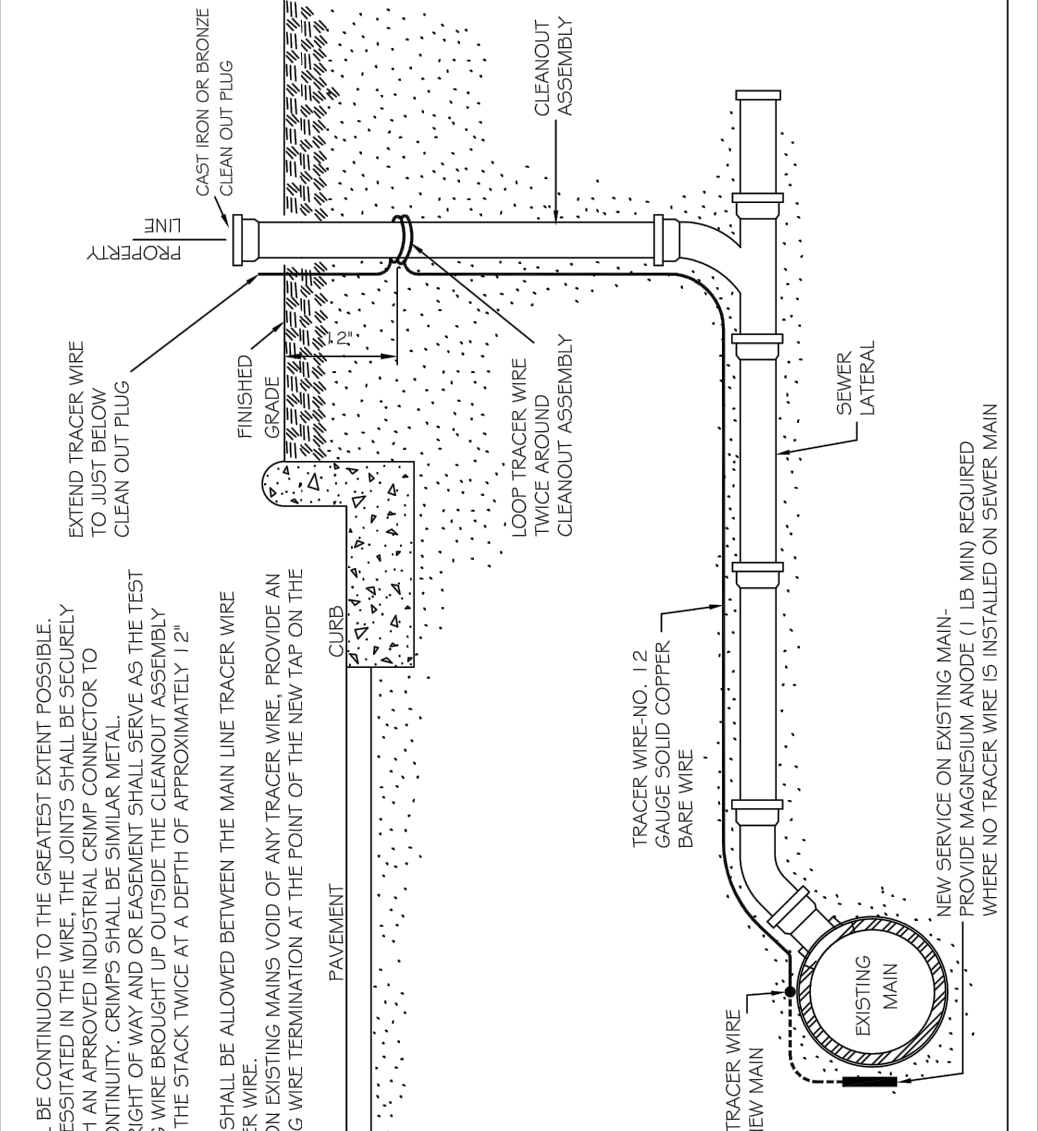 BE CONTINUOUS TO THE GREATEST EXTENT POSSIBLE.
ESSITATED IN THE WIRE, THE JOINTS SHALL BE SECURELY
H AN APRROVED INDUSTRIAL CRIMP CONNECTOR TO
ONTINUITY. CRIMPS SHALL BE SIMILAR METAL.
RIGHT OF WAY AND OR EASEMENT SHALL SERVE AS THE TEST
G WIRE BROUGHT UP OUTSIDE THE CLEANOUT ASSEMBLY
THE STACK TWICE AT A DEPTH OF APPROXIMATELY 12"
SHALL BE ALLOWED BETWEEN THE MAIN LINE TRACER WIRE
ER WIRE.
ON EXISTING MAINS VOID OF ANY TRACER WIRE, PROVIDE AN
G WIRE TERMINATION AT THE POINT OF THE NEW TAP ON THE
EXTEND TRACER WIRE
TO JUST BELOW
CLEAN OUT PLUG
PROPERTY
LINE
CAST IRON OR BRONZE
CLEAN OUT PLUG
FINISHED
GRADE
12"
CURB
PAVEMENT
LOOP TRACER WIRE
TWICE AROUND
CLEANOUT ASSEMBLY
CLEANOUT
ASSEMBLY
TRACER WIRE-NO. 12
GAUGE SOLID COPPER
BARE WIRE
SEWER
LATERAL
TRACER WIRE
EW MAIN
EXISTING
MAIN
NEW SERVICE ON EXISTING MAIN-
PROVIDE MAGNESIUM ANODE (1 LB MIN) REQUIRED
WHERE NO TRACER WIRE IS INSTALLED ON SEWER MAIN